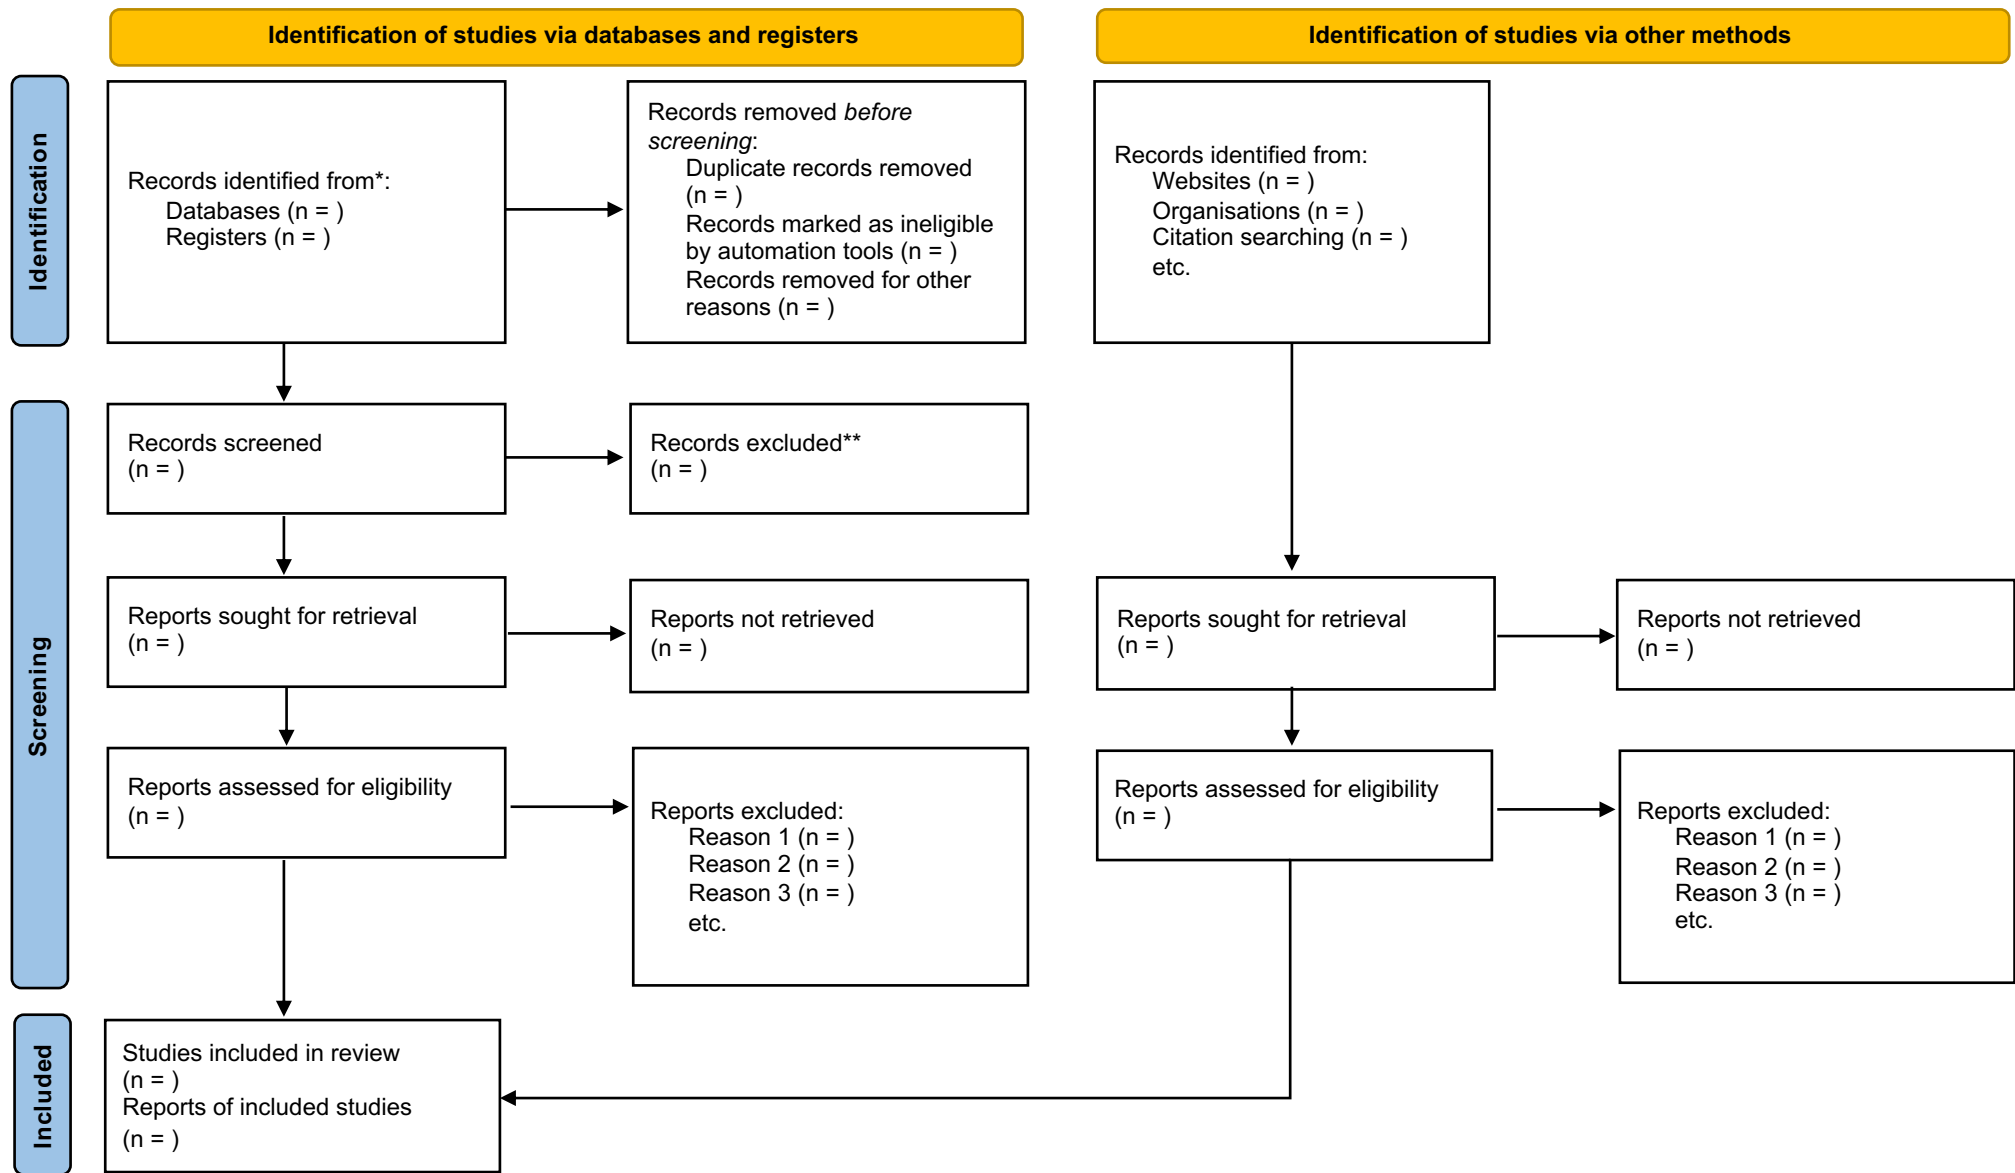 Identification of studies via databases and registers
Identification of studies via other methods
Identification
Records identified from*:
Databases (n = )
Registers (n = )
Records removed before
screening:
Duplicate records removed
(n = )
Records marked as ineligible
by automation tools (n = )
Records removed for other
reasons (n = )
Records identified from:
Websites (n = )
Organisations (n = )
Citation searching (n = )
etc.
Screening
Records screened
(n = )
Records excluded**
(n = )
Reports sought for retrieval
(n = )
Reports not retrieved
(n = )
Reports sought for retrieval
(n = )
Reports not retrieved
(n = )
Reports assessed for eligibility
(n = )
Reports excluded:
Reason 1 (n = )
Reason 2 (n = )
Reason 3 (n = )
etc.
Reports assessed for eligibility
(n = )
Reports excluded:
Reason 1 (n = )
Reason 2 (n = )
Reason 3 (n = )
etc.
Included
Studies included in review
(n = )
Reports of included studies
(n = )